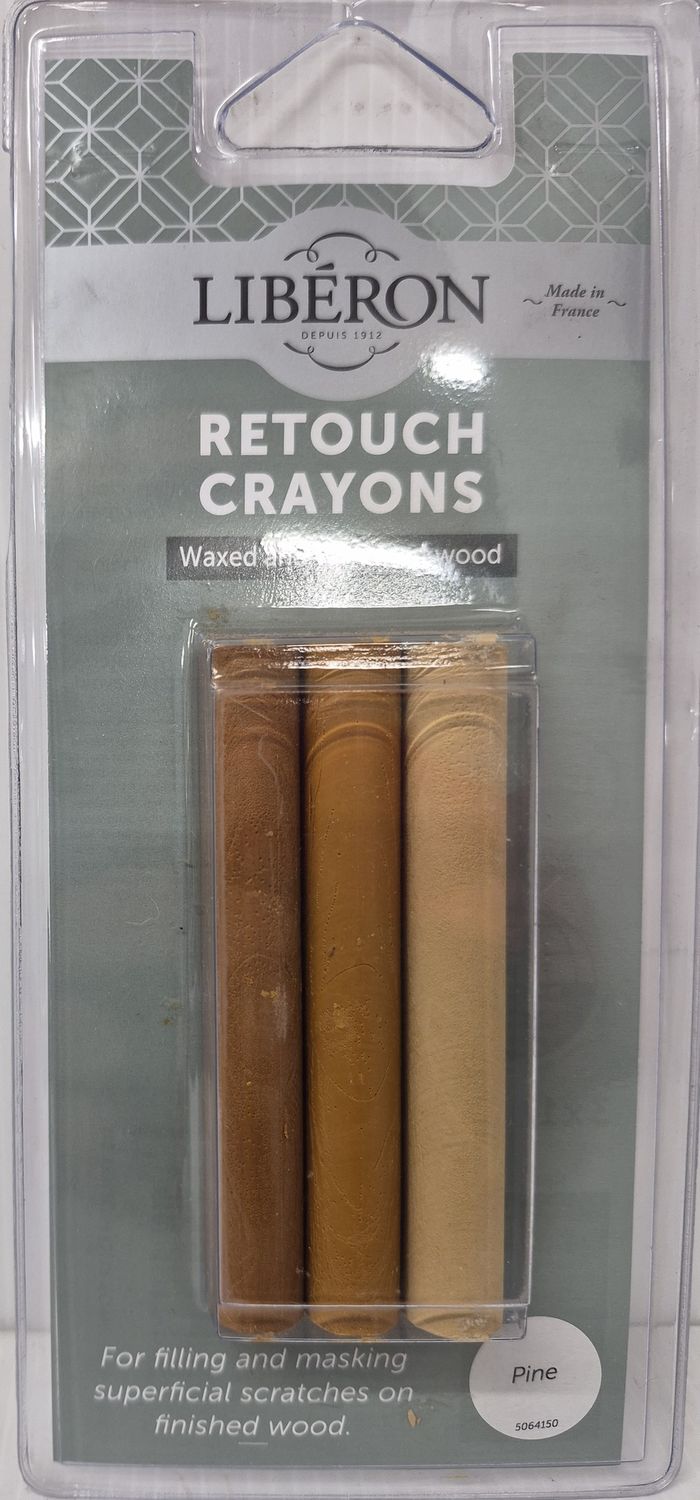 LIBÉRON
DEPUIS 1912
Made in
France
RETOUCH
CRAYONS
Waxed wood
For filling and masking
superficial scratches on
finished wood.
Pine
5064150